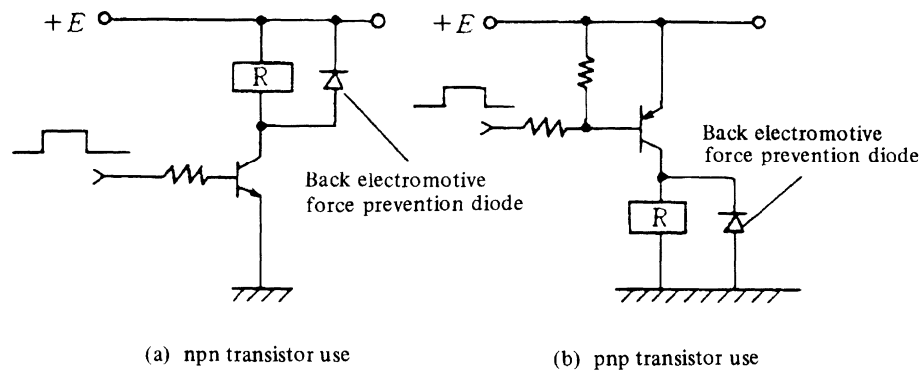 +E
R
Back electromotive
force prevention diode
(a) npn transistor use
+E
Back electromotive
force prevention diode
R
(b) pnp transistor use